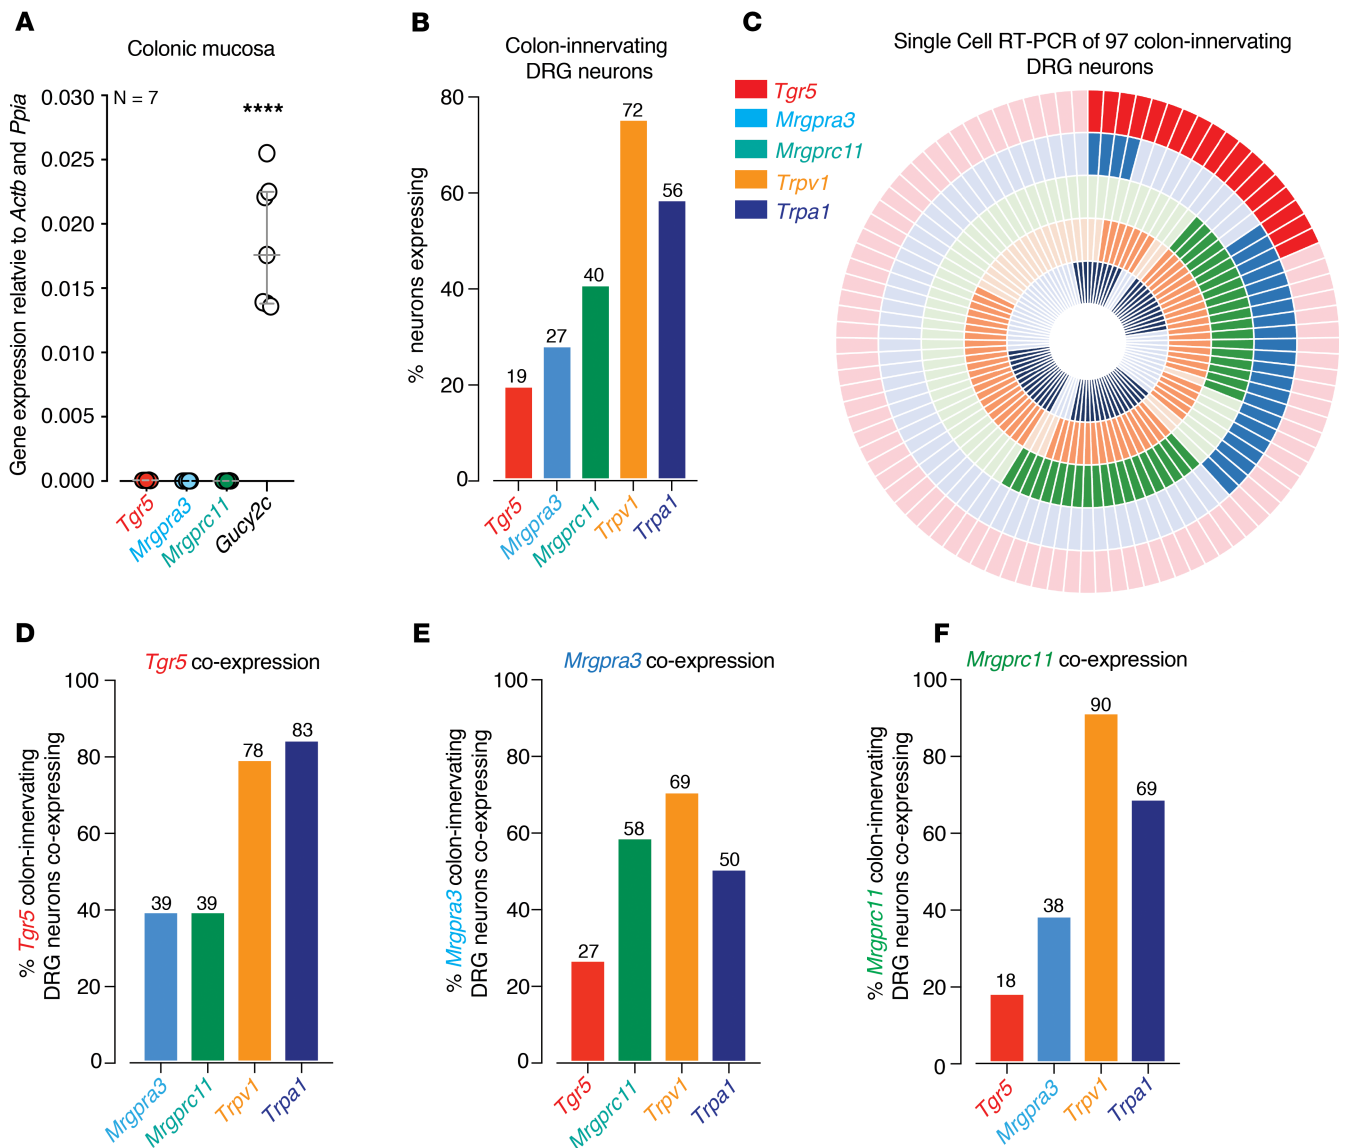 A
Colonic mucosa
N = 7
****
Gene expression relatvie to Actb and Ppia
0.030
0.025
0.020
0.015
0.010
0.005
0.000
Tgr5
Mrgpra3
Mrgprc11
Gucy2c
B
Colon-innervating
DRG neurons
% neurons expressing
80
60
40
20
0
19
27
40
72
56
Tgr5
Mrgpra3
Mrgprc11
Trpv1
Trpa1
C
Single Cell RT-PCR of 97 colon-innervating
DRG neurons
Tgr5
Mrgpra3
Mrgprc11
Trpv1
Trpa1
D
Tgr5 co-expression
% Tgr5 colon-innervating
DRG neurons co-expressing
100
80
60
40
20
0
39
39
78
83
Mrgpra3
Mrgprc11
Trpv1
Trpa1
E
Mrgpra3 co-expression
% Mrgpra3 colon-innervating
DRG neurons co-expressing
100
80
60
40
20
0
27
58
69
50
Tgr5
Mrgprc11
Trpv1
Trpa1
F
Mrgprc11 co-expression
% Mrgprc11 colon-innervating
DRG neurons co-expressing
100
80
60
40
20
0
18
38
90
69
Tgr5
Mrgpra3
Trpv1
Trpa1